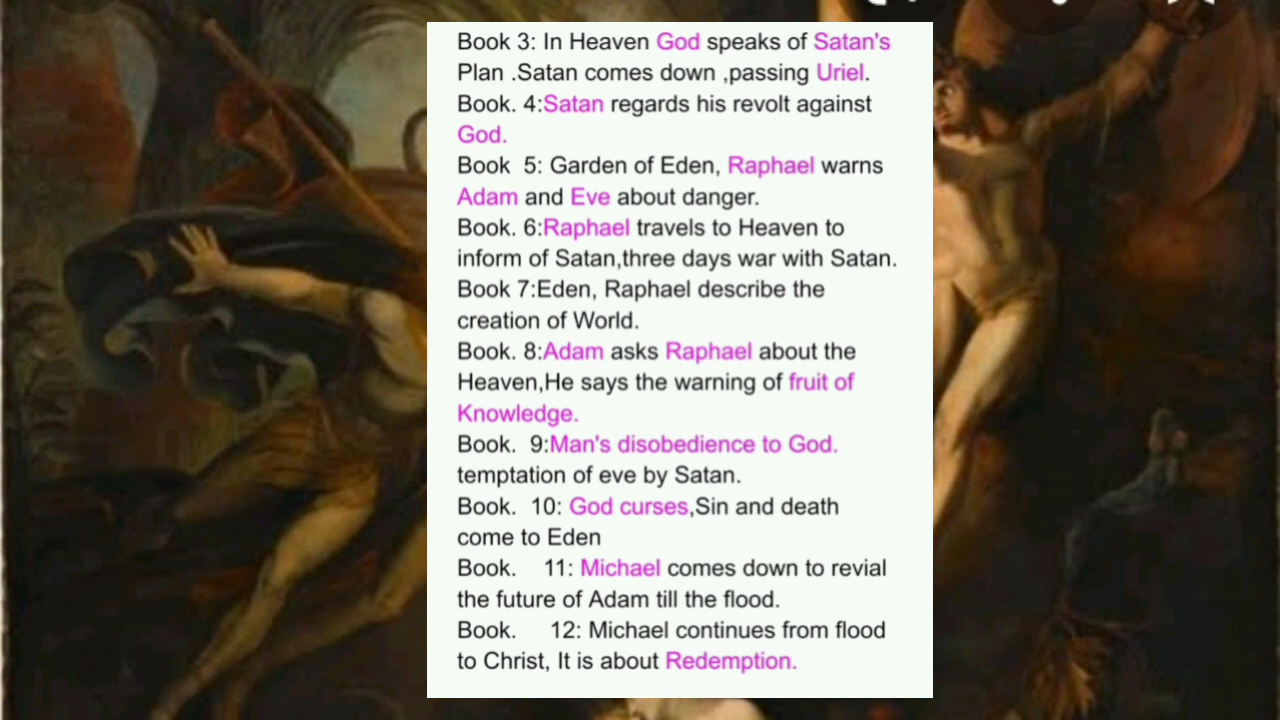 Book 3: In Heaven God speaks of Satan's
Plan .Satan comes down ,passing Uriel.
Book. 4:Satan regards his revolt against
God.
Book  5: Garden of Eden, Raphael warns
Adam and Eve about danger.
Book. 6:Raphael travels to Heaven to
inform of Satan,three days war with Satan.
Book 7:Eden, Raphael describe the
creation of World.
Book. 8:Adam asks Raphael about the
Heaven,He says the warning of fruit of
Knowledge.
Book.  9:Man's disobedience to God.
temptation of eve by Satan.
Book.  10: God curses,Sin and death
come to Eden
Book.    11: Michael comes down to revial
the future of Adam till the flood.
Book.     12: Michael continues from flood
to Christ, It is about Redemption.